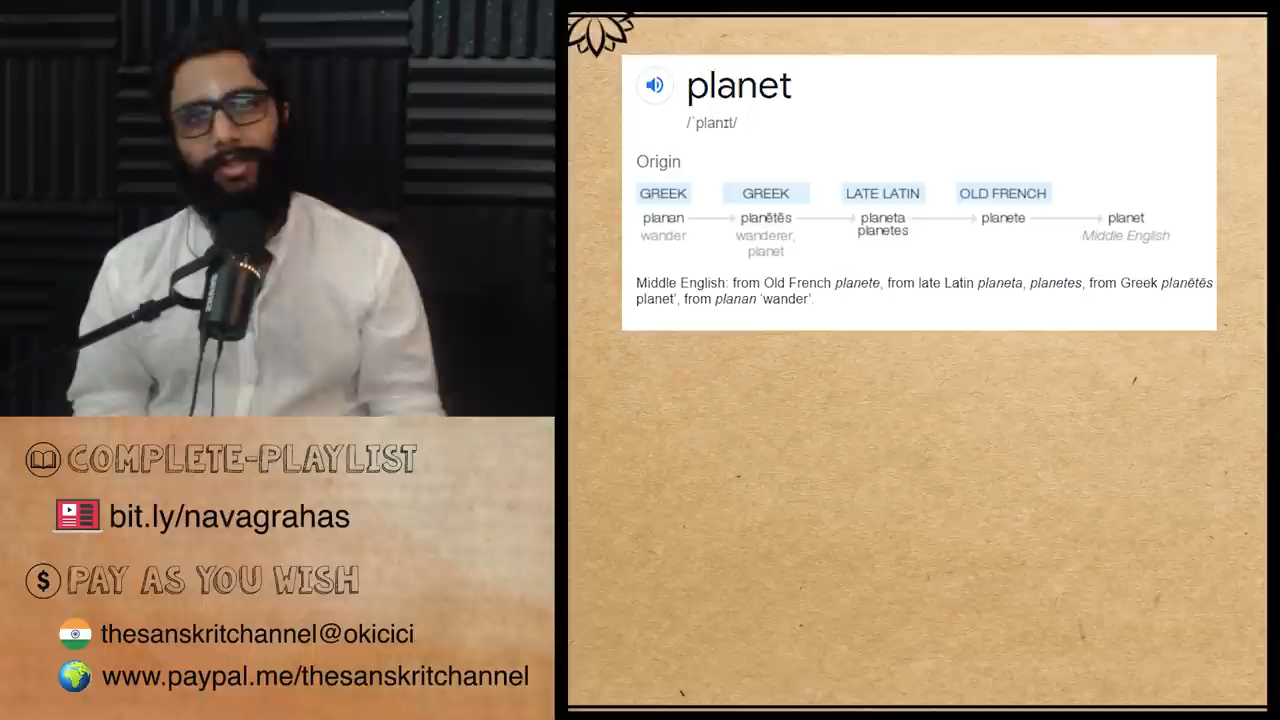 planet
/ˈplanɪt/
Origin
GREEK GREEK LATE LATIN OLD FRENCH
planan planētēs planeta planete planet
wander wanderer, planetes Middle English
planet
Middle English: from Old French planete, from late Latin planeta, planetes, from Greek planētēs
planet’, from planan ‘wander’.
COMPLETE-PLAYLIST
bit.ly/navagrahas
$ PAY AS YOU WISH
thesanskritchannel@okicici
www.paypal.me/thesanskritchannel